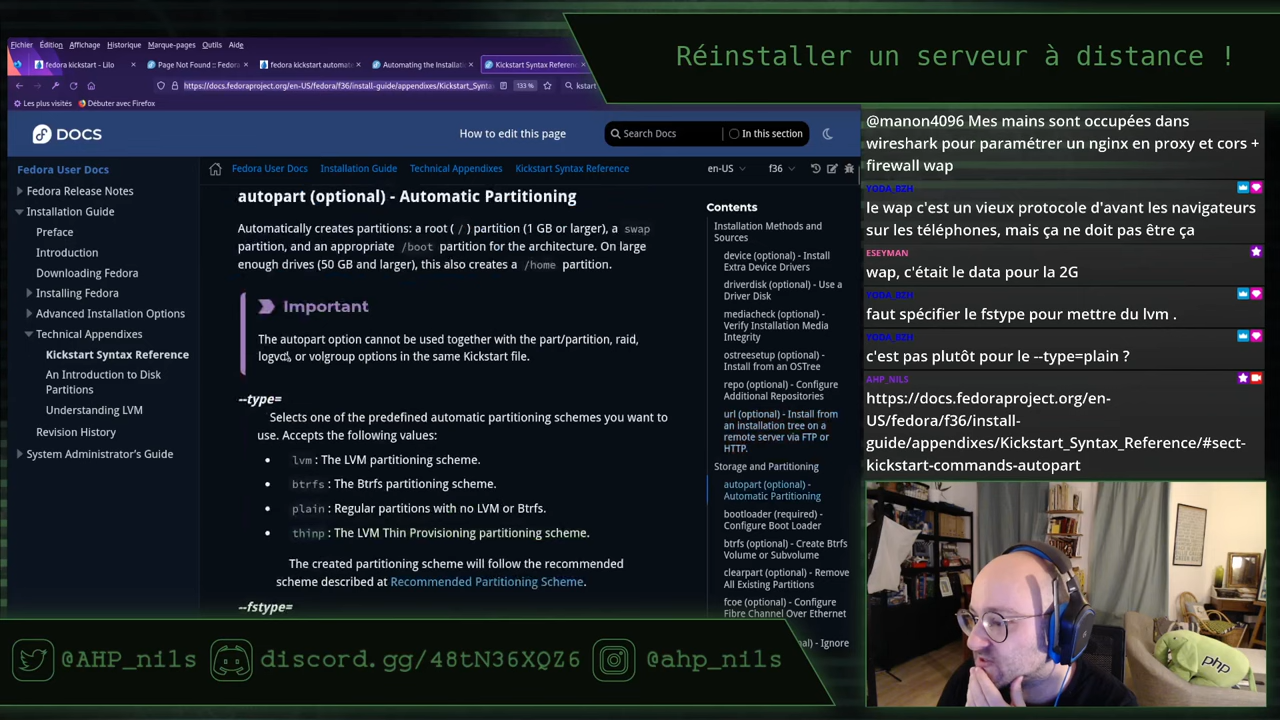 Réinstaller un serveur à distance !
Fichier Édition Affichage Historique Marque-pages Outils Aide
fedora kickstart - Lilo
Page Not Found :: Fedora
fedora kickstart automate
Automating the Installatio
Kickstart Syntax Referenc
https://docs.fedoraproject.org/en-US/fedora/f36/install-guide/appendixes/Kickstart_Synta
133 %
Les plus visités
Débuter avec Firefox
DOCS
How to edit this page
Search Docs
In this section
Fedora User Docs
Fedora Release Notes
Installation Guide
Preface
Introduction
Downloading Fedora
Installing Fedora
Advanced Installation Options
Technical Appendixes
Kickstart Syntax Reference
An Introduction to Disk
Partitions
Understanding LVM
Revision History
System Administrator's Guide
Fedora User Docs
Installation Guide
Technical Appendixes
Kickstart Syntax Reference
en-US
f36
autopart (optional) - Automatic Partitioning
Automatically creates partitions: a root ( / ) partition (1 GB or larger), a swap
partition, and an appropriate /boot partition for the architecture. On large
enough drives (50 GB and larger), this also creates a /home partition.
Important
The autopart option cannot be used together with the part/partition, raid,
logvol, or volgroup options in the same Kickstart file.
--type=
Selects one of the predefined automatic partitioning schemes you want to
use. Accepts the following values:
• lvm : The LVM partitioning scheme.
• btrfs : The Btrfs partitioning scheme.
• plain : Regular partitions with no LVM or Btrfs.
• thinp : The LVM Thin Provisioning partitioning scheme.
The created partitioning scheme will follow the recommended
scheme described at Recommended Partitioning Scheme.
--fstype=
Contents
Installation Methods and
Sources
device (optional) - Install
Extra Device Drivers
driverdisk (optional) - Use a
Driver Disk
mediacheck (optional) -
Verify Installation Media
Integrity
ostreesetup (optional) -
Install from an OSTree
repo (optional) - Configure
Additional Repositories
url (optional) - Install from
an installation tree on a
remote server via FTP or
HTTP.
Storage and Partitioning
autopart (optional) -
Automatic Partitioning
bootloader (required) -
Configure Boot Loader
btrfs (optional) - Create Btrfs
Volume or Subvolume
clearpart (optional) - Remove
All Existing Partitions
fcoe (optional) - Configure
Fibre Channel Over Ethernet
@manon4096 Mes mains sont occupées dans
wireshark pour paramétrer un nginx en proxy et cors +
firewall wap
YODA_BZH
le wap c'est un vieux protocole d'avant les navigateurs
sur les téléphones, mais ça ne doit pas être ça
ESEYMAN
wap, c'était le data pour la 2G
YODA_BZH
faut spécifier le fstype pour mettre du lvm .
YODA_BZH
c'est pas plutôt pour le --type=plain ?
AHP_NILS
https://docs.fedoraproject.org/en-
US/fedora/f36/install-
guide/appendixes/Kickstart_Syntax_Reference/#sect-
kickstart-commands-autopart
php
@AHP_nils
discord.gg/48tN36XQZ6
@ahp_nils